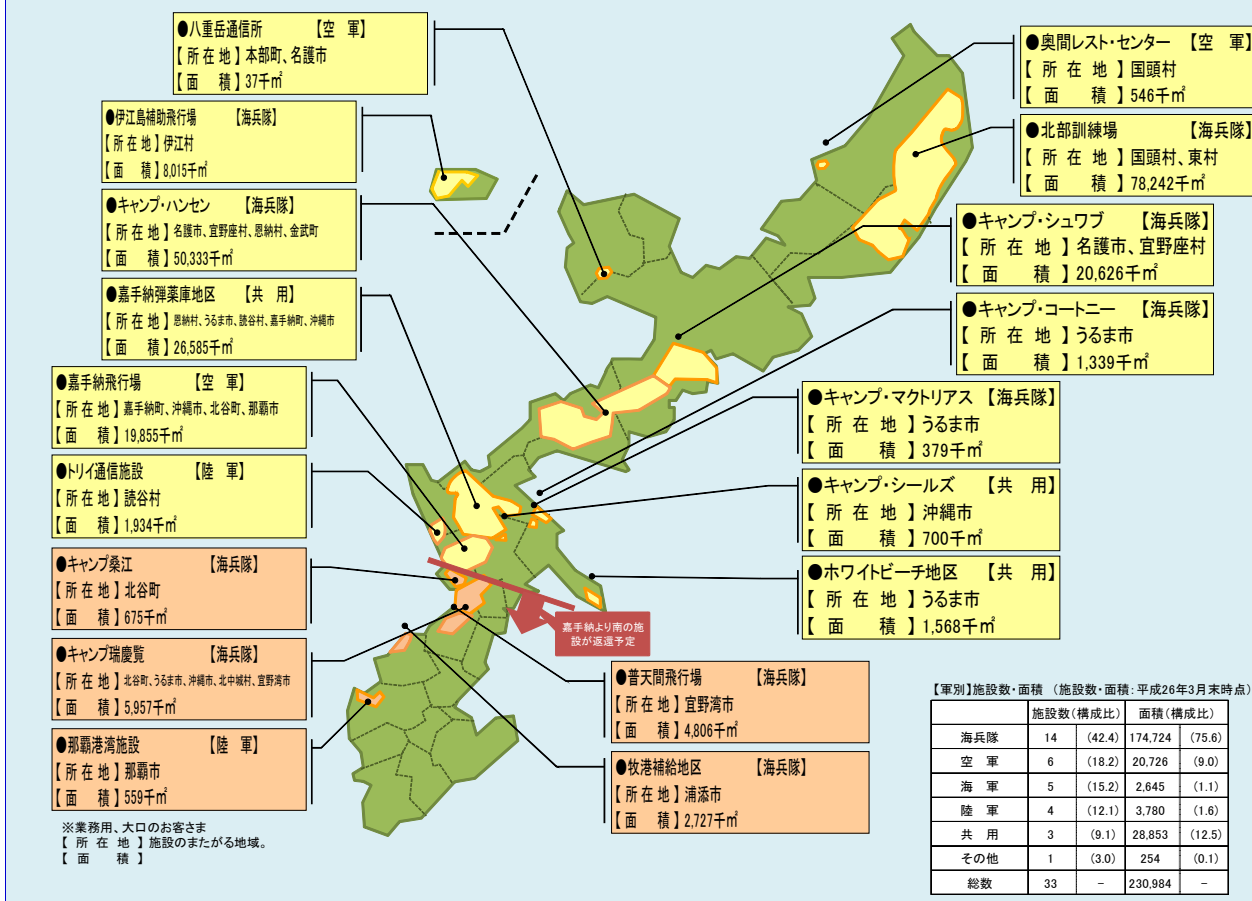 ●八重岳通信所 【空 軍】
【 所 在 地 】 本部町、名護市
【 面 積 】 37千㎡
●伊江島補助飛行場 【海兵隊】
【 所 在 地 】 伊江村
【 面 積 】 8,015千㎡
●キャンプ・ハンセン 【海兵隊】
【 所 在 地 】 名護市、宜野座村、恩納村、金武町
【 面 積 】 50,333千㎡
●嘉手納弾薬庫地区 【共 用】
【 所 在 地 】 恩納村、うるま市、読谷村、嘉手納町、沖縄市
【 面 積 】 26,585千㎡
●嘉手納飛行場 【空 軍】
【 所 在 地 】 嘉手納町、沖縄市、北谷町、那覇市
【 面 積 】 19,855千㎡
●トリイ通信施設 【陸 軍】
【 所 在 地 】 読谷村
【 面 積 】 1,934千㎡
●キャンプ桑江 【海兵隊】
【 所 在 地 】 北谷町
【 面 積 】 675千㎡
●キャンプ瑞慶覧 【海兵隊】
【 所 在 地 】 北谷町、うるま市、沖縄市、北中城村、宜野湾市
【 面 積 】 5,957千㎡
●那覇港湾施設 【陸 軍】
【 所 在 地 】 那覇市
【 面 積 】 559千㎡
※業務用、大口のお客さま
【 所 在 地 】 施設のまたがる地域。
【 面 積 】
●奥間レスト・センター 【空 軍】
【 所 在 地 】 国頭村
【 面 積 】 546千㎡
●北部訓練場 【海兵隊】
【 所 在 地 】 国頭村、東村
【 面 積 】 78,242千㎡
●キャンプ・シュワブ 【海兵隊】
【 所 在 地 】 名護市、宜野座村
【 面 積 】 20,626千㎡
●キャンプ・コートニー 【海兵隊】
【 所 在 地 】 うるま市
【 面 積 】 1,339千㎡
●キャンプ・マクトリアス 【海兵隊】
【 所 在 地 】 うるま市
【 面 積 】 379千㎡
●キャンプ・シールズ 【共 用】
【 所 在 地 】 沖縄市
【 面 積 】 700千㎡
●ホワイトビーチ地区 【共 用】
【 所 在 地 】 うるま市
【 面 積 】 1,568千㎡
嘉手納より南の施
設が返還予定
●普天間飛行場 【海兵隊】
【 所 在 地 】 宜野湾市
【 面 積 】 4,806千㎡
●牧港補給地区 【海兵隊】
【 所 在 地 】 浦添市
【 面 積 】 2,727千㎡
【軍別】施設数・面積 (施設数・面積:平成26年3月末時点)
施設数(構成比) 面積(構成比)
海兵隊 14 (42.4) 174,724 (75.6)
空 軍 6 (18.2) 20,726 (9.0)
海 軍 5 (15.2) 2,645 (1.1)
陸 軍 4 (12.1) 3,780 (1.6)
共 用 3 (9.1) 28,853 (12.5)
その他 1 (3.0) 254 (0.1)
総数 33 － 230,984 －